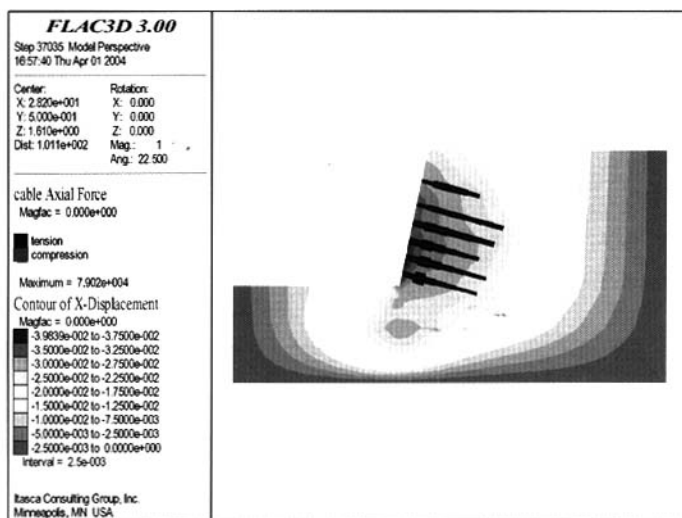 FLAC3D 3.00
Step 37035 Model Perspective
16:57:40 Thu Apr 01 2004
Center: Rotation:
X: 2.820e+001 X: 0.000
Y: 5.000e-001 Y: 0.000
Z: 1.610e+000 Z: 0.000
Dist: 1.011e+002 Mag.: 1
Ang.: 22.500
cable Axial Force
Magfac = 0.000e+000
tension
compression
Maximum = 7.902e+004
Contour of X-Displacement
Magfac = 0.000e+000
-3.9839e-002 to -3.7500e-002
-3.5000e-002 to -3.2500e-002
-3.0000e-002 to -2.7500e-002
-2.5000e-002 to -2.2500e-002
-2.0000e-002 to -1.7500e-002
-1.5000e-002 to -1.2500e-002
-1.0000e-002 to -7.5000e-003
-5.0000e-003 to -2.5000e-003
-2.5000e-003 to 0.0000e+000
Interval = 2.5e-003
Itasca Consulting Group, Inc.
Minneapolis, MN USA